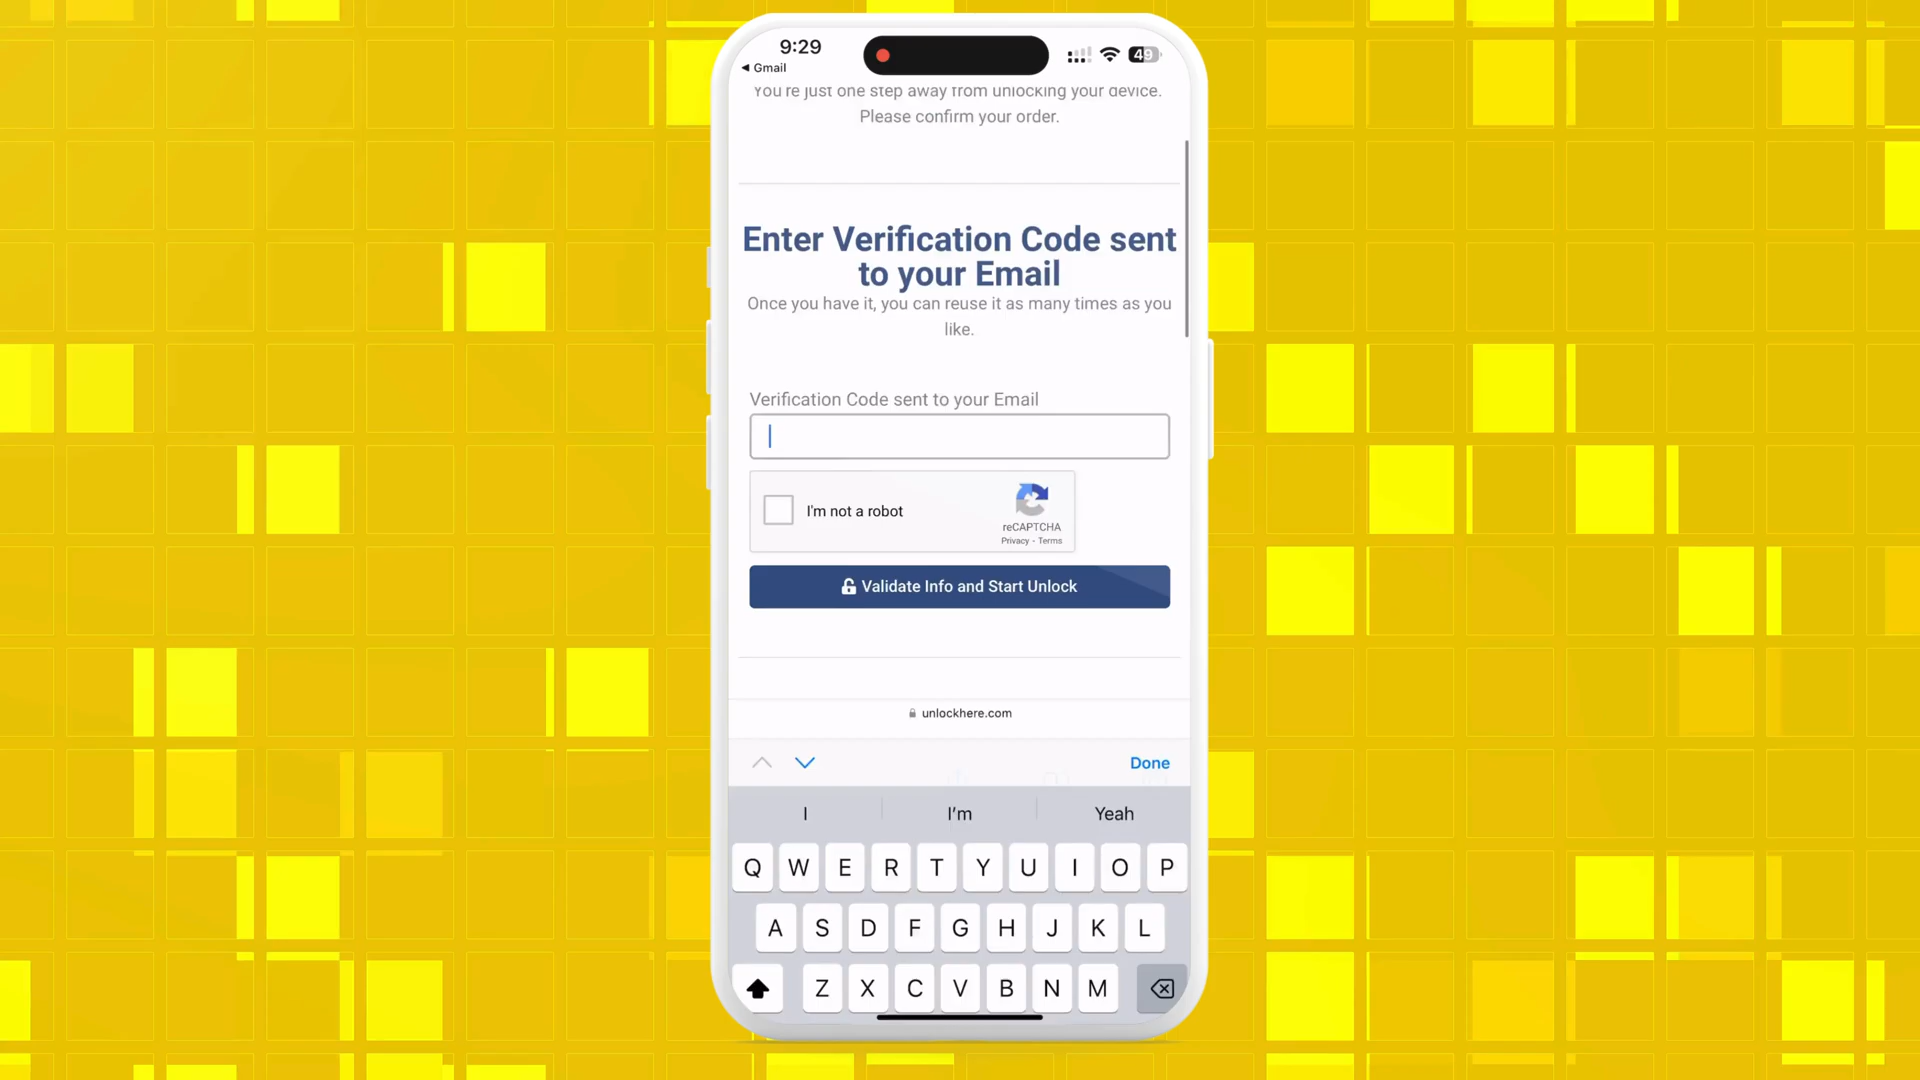 9:29
49
◀ Gmail
You're just one step away from unlocking your device.
Please confirm your order.
Enter Verification Code sent
to your Email
Once you have it, you can reuse it as many times as you
like.
Verification Code sent to your Email
I'm not a robot
reCAPTCHA
Privacy - Terms
Validate Info and Start Unlock
unlockhere.com
Done
I
I'm
Yeah
Q W E R T Y U I O P
A S D F G H J K L
Z X C V B N M